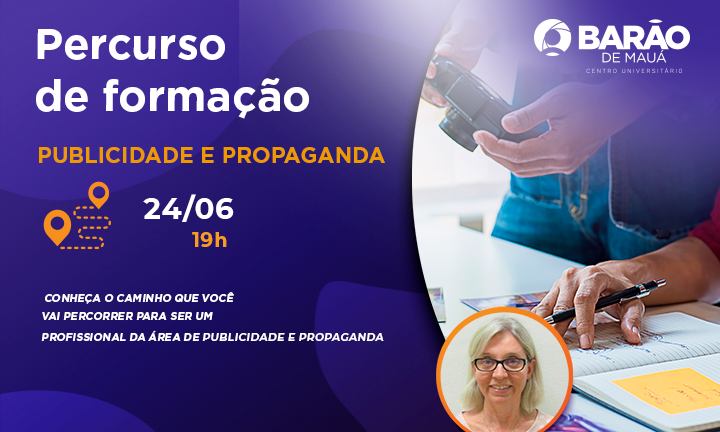 Percurso
de formação
BARÃO
DE MAUÁ
CENTRO UNIVERSITÁRIO
PUBLICIDADE E PROPAGANDA
24/06
19h
CONHEÇA O CAMINHO QUE VOCÊ
VAI PERCORRER PARA SER UM
PROFISSIONAL DA ÁREA DE PUBLICIDADE E PROPAGANDA